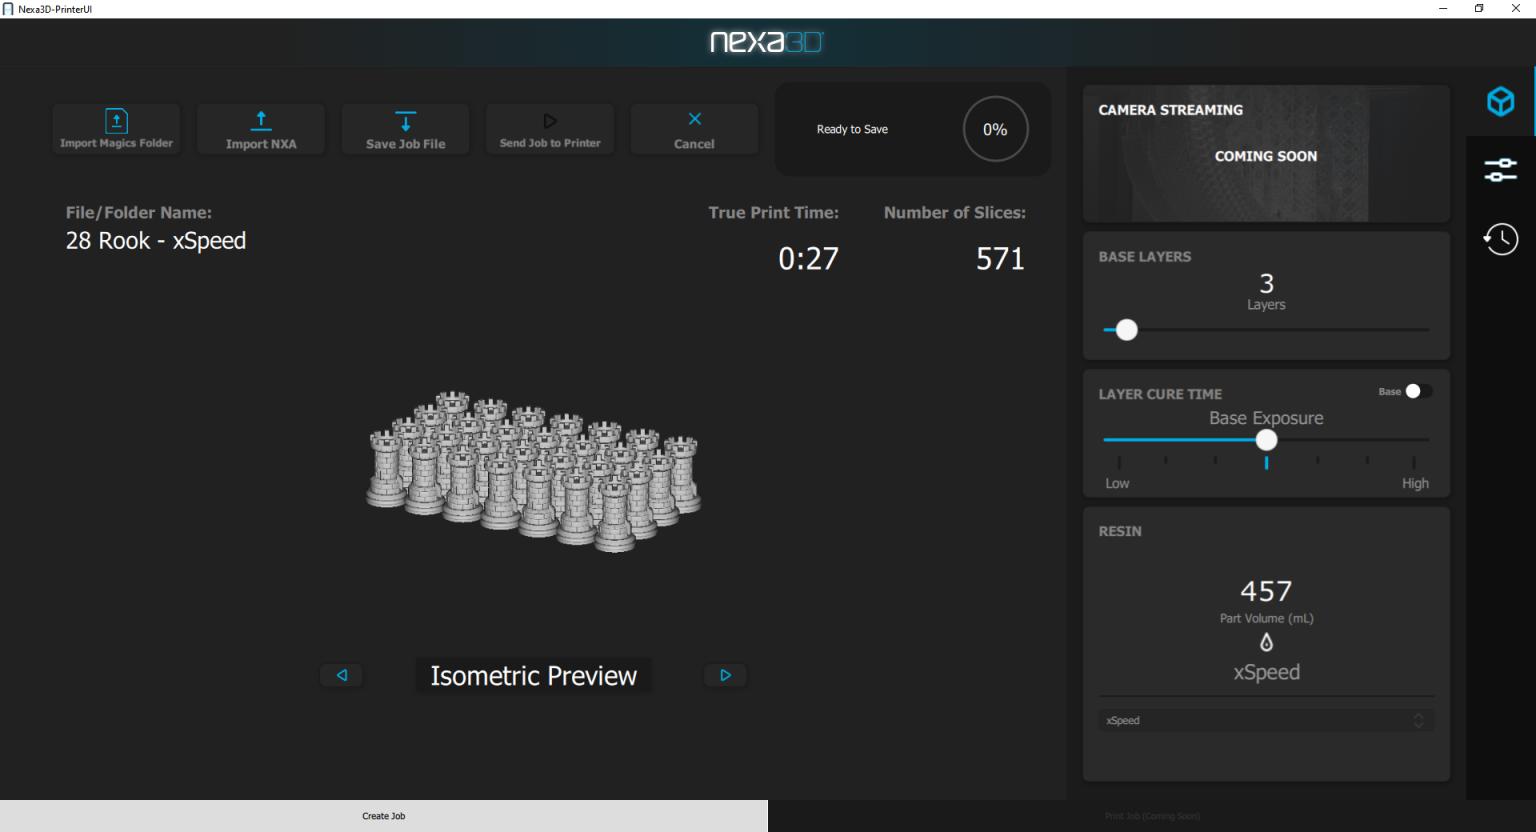 Nexa3D-PrinterUI
nexa3D
Import Magics Folder
Import NXA
Save Job File
Send Job to Printer
Cancel
Ready to Save
0%
File/Folder Name:
28 Rook - xSpeed
True Print Time:
0:27
Number of Slices:
571
Isometric Preview
CAMERA STREAMING
COMING SOON
BASE LAYERS
3
Layers
LAYER CURE TIME
Base
Base Exposure
Low
High
RESIN
457
Part Volume (mL)
xSpeed
xSpeed
Create Job
Print Job (Coming Soon)